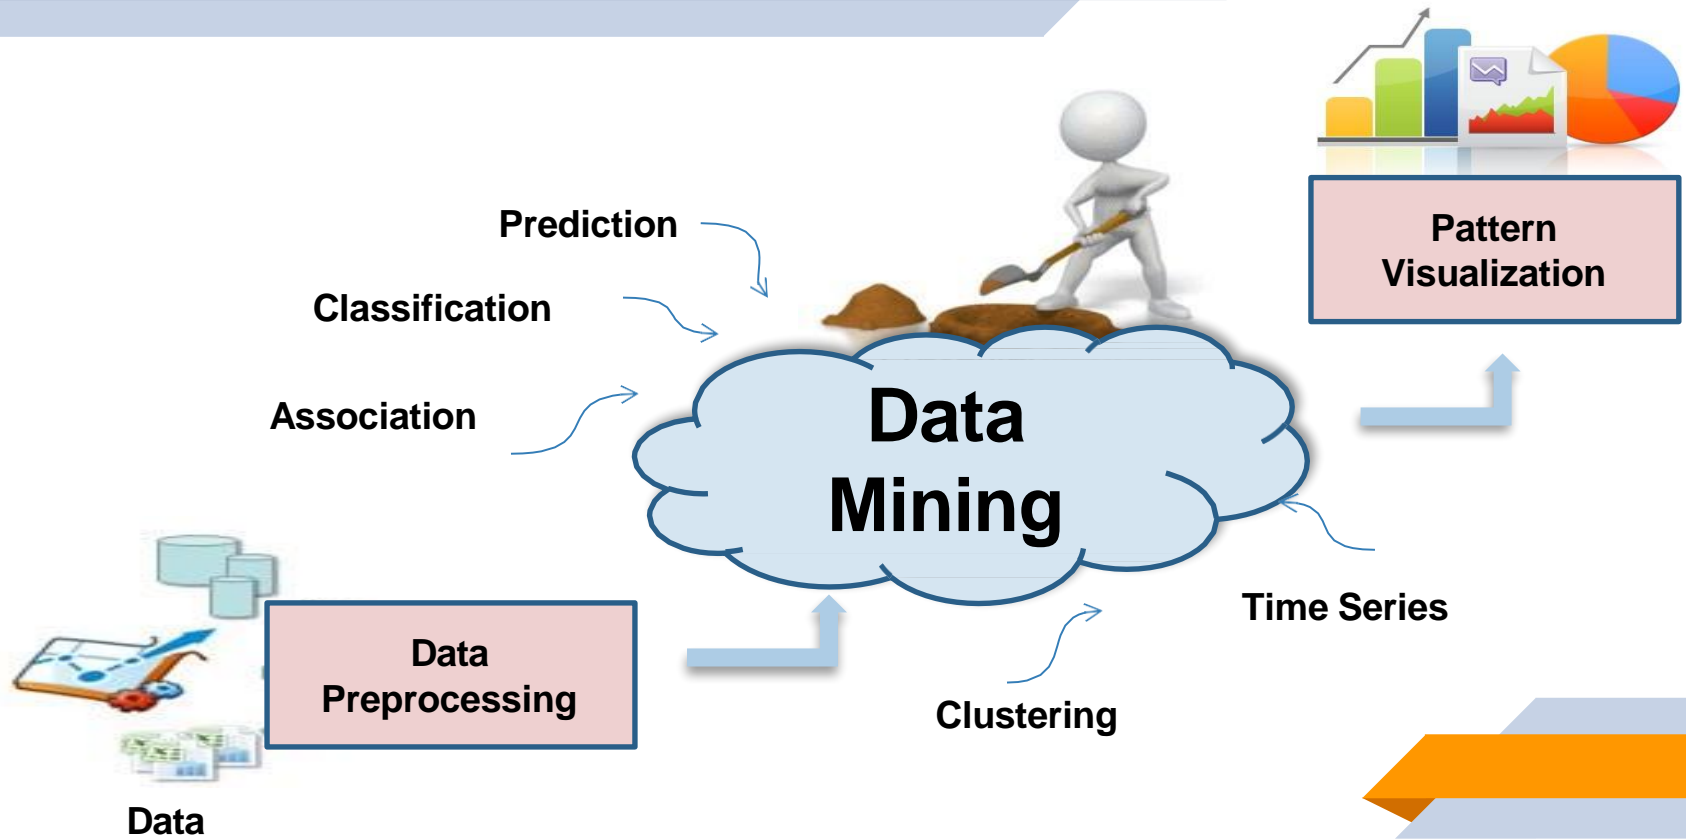 Prediction
Classification
Association
Data
Mining
Pattern
Visualization
Time Series
Clustering
Data
Preprocessing
Data